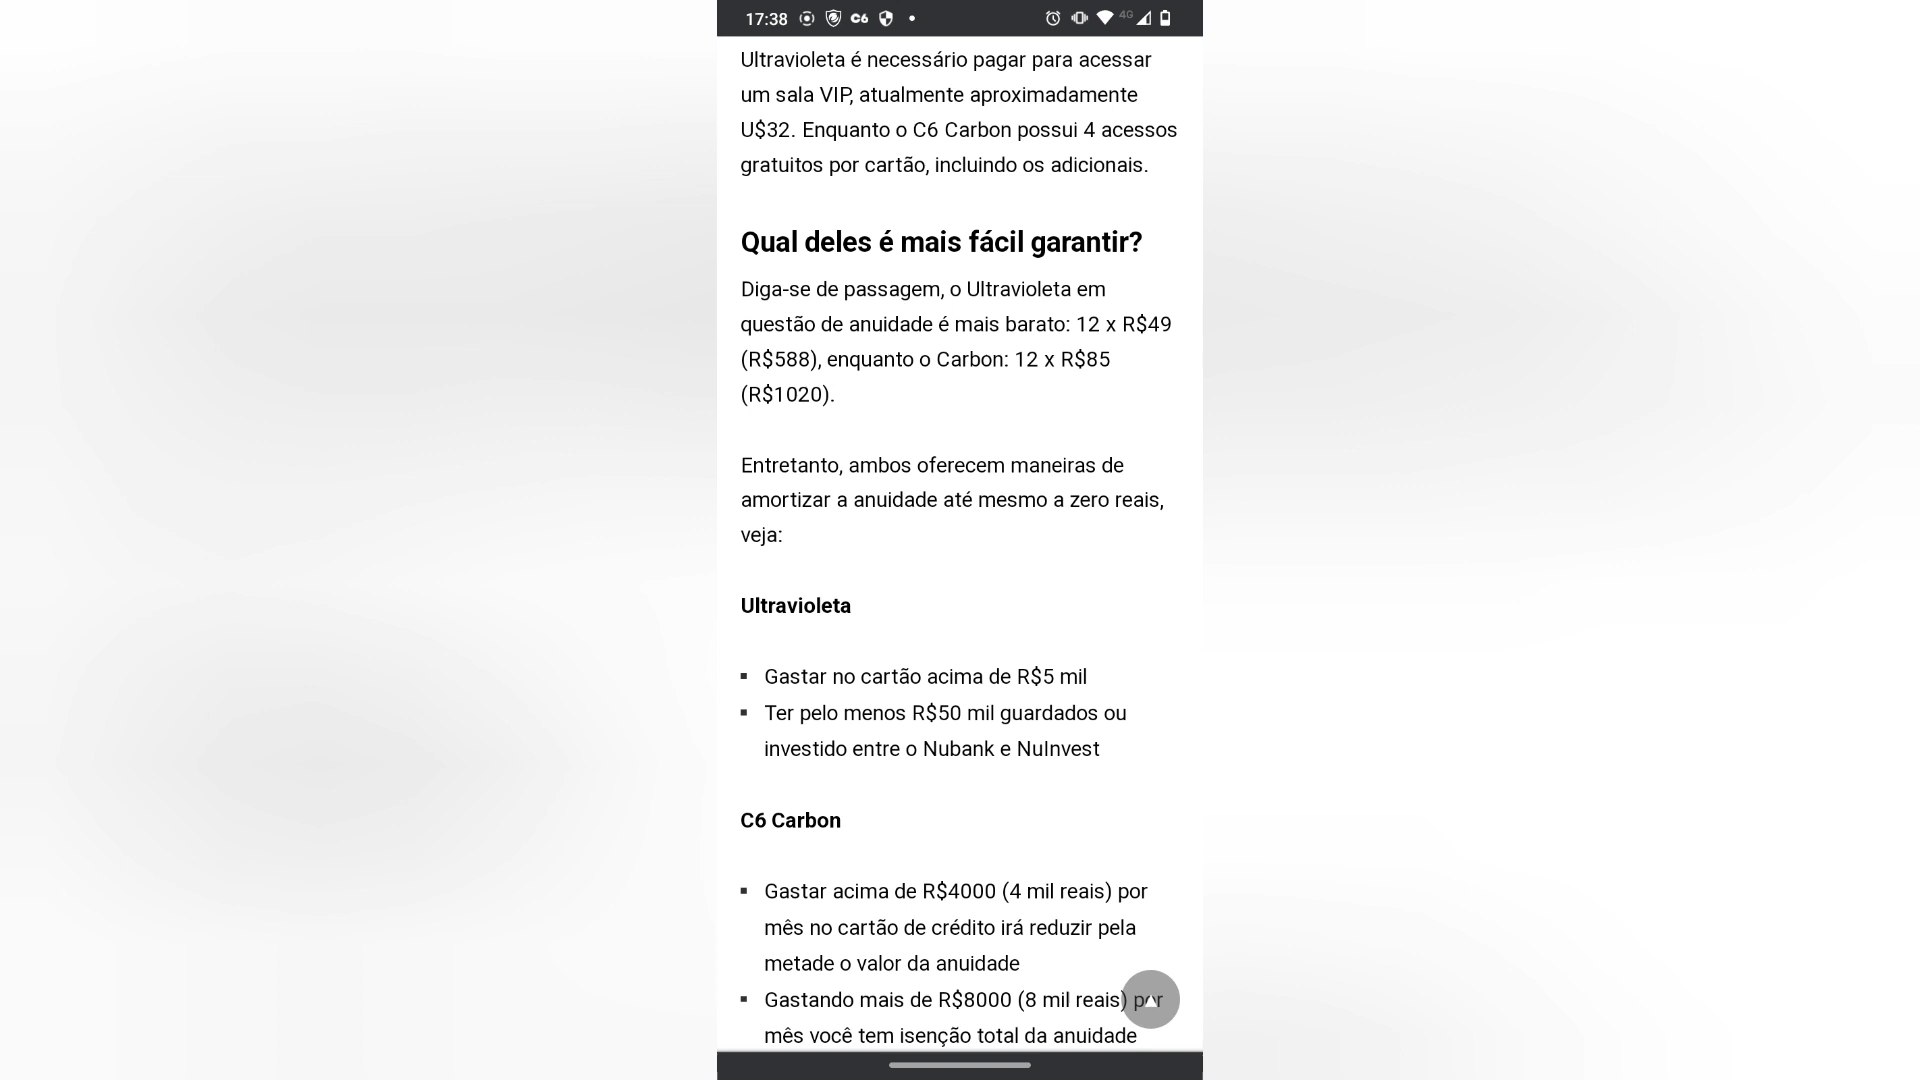 17:38 C6 4G
Ultravioleta é necessário pagar para acessar
um sala VIP, atualmente aproximadamente
U$32. Enquanto o C6 Carbon possui 4 acessos
gratuitos por cartão, incluindo os adicionais.
Qual deles é mais fácil garantir?
Diga-se de passagem, o Ultravioleta em
questão de anuidade é mais barato: 12 x R$49
(R$588), enquanto o Carbon: 12 x R$85
(R$1020).
Entretanto, ambos oferecem maneiras de
amortizar a anuidade até mesmo a zero reais,
veja:
Ultravioleta
▪ Gastar no cartão acima de R$5 mil
▪ Ter pelo menos R$50 mil guardados ou
investido entre o Nubank e NuInvest
C6 Carbon
▪ Gastar acima de R$4000 (4 mil reais) por
mês no cartão de crédito irá reduzir pela
metade o valor da anuidade
▪ Gastando mais de R$8000 (8 mil reais) por
mês você tem isenção total da anuidade